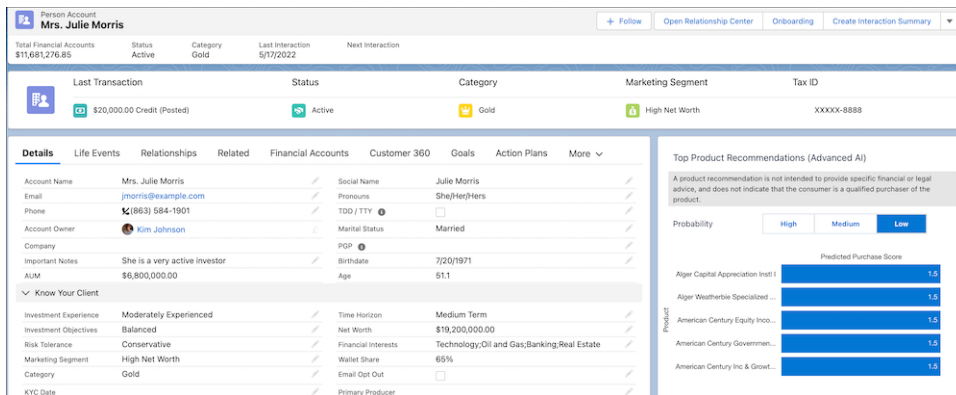 Person Account
Mrs. Julie Morris
+ Follow
Open Relationship Center
Onboarding
Create Interaction Summary
Total Financial Accounts
$11,681,276.85
Status
Active
Category
Gold
Last Interaction
5/17/2022
Next Interaction
Last Transaction
Status
Category
Marketing Segment
Tax ID
$20,000.00 Credit (Posted)
Active
Gold
High Net Worth
XXXXX-8888
Details
Life Events
Relationships
Related
Financial Accounts
Customer 360
Goals
Action Plans
More
Account Name Mrs. Julie Morris
Social Name Julie Morris
Email jmorris@example.com
Pronouns She/Her/Hers
Phone (863) 584-1901
TDD / TTY
Account Owner Kim Johnson
Marital Status Married
Company
PGP
Important Notes She is a very active investor
Birthdate 7/20/1971
AUM $6,800,000.00
Age 51.1
Know Your Client
Investment Experience Moderately Experienced
Time Horizon Medium Term
Investment Objectives Balanced
Net Worth $19,200,000.00
Risk Tolerance Conservative
Financial Interests Technology;Oil and Gas;Banking;Real Estate
Marketing Segment High Net Worth
Wallet Share 65%
Category Gold
Email Opt Out
KYC Date
Primary Producer
Top Product Recommendations (Advanced AI)
A product recommendation is not intended to provide specific financial or legal
advice, and does not indicate that the consumer is a qualified purchaser of the
product.
Probability
High
Medium
Low
Predicted Purchase Score
Product
Alger Capital Appreciation Instl I 1.5
Alger Weatherbie Specialized ... 1.5
American Century Equity Inco... 1.5
American Century Governmen... 1.5
American Century Inc & Growt... 1.5